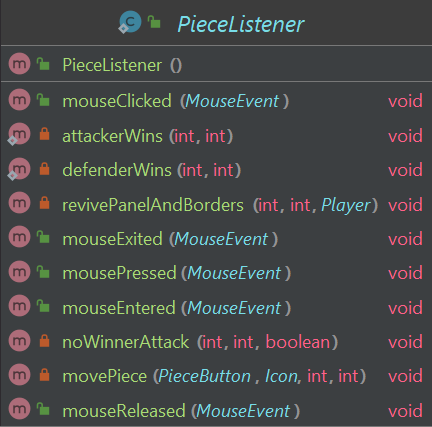 PieceListener
PieceListener ()
mouseClicked (MouseEvent) void
attackerWins (int, int) void
defenderWins (int, int) void
revivePanelAndBorders (int, int, Player) void
mouseExited (MouseEvent) void
mousePressed (MouseEvent) void
mouseEntered (MouseEvent) void
noWinnerAttack (int, int, boolean) void
movePiece (PieceButton, Icon, int, int) void
mouseReleased (MouseEvent) void